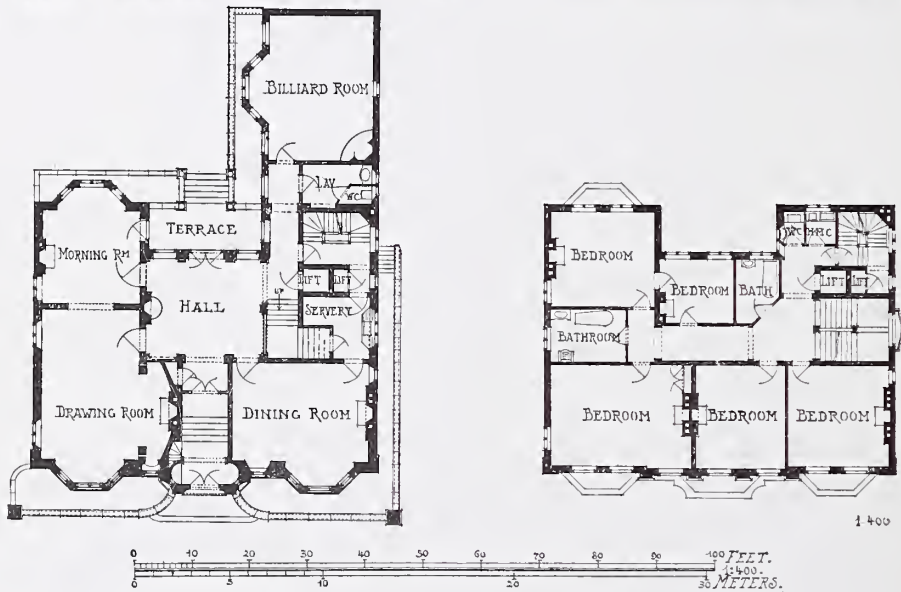 BILLIARD ROOM
LAV
WC
TERRACE
MORNING RM
HALL
LIFT
LIFT
SERVERY
DRAWING ROOM
DINING ROOM
BEDROOM
BEDROOM
BATH
WC
LIFT
LIFT
BATHROOM
BEDROOM
BEDROOM
BEDROOM
1-400
0 10 20 30 40 50 60 70 80 90 100 FEET.
1:400.
0 5 10 20 30 METERS.